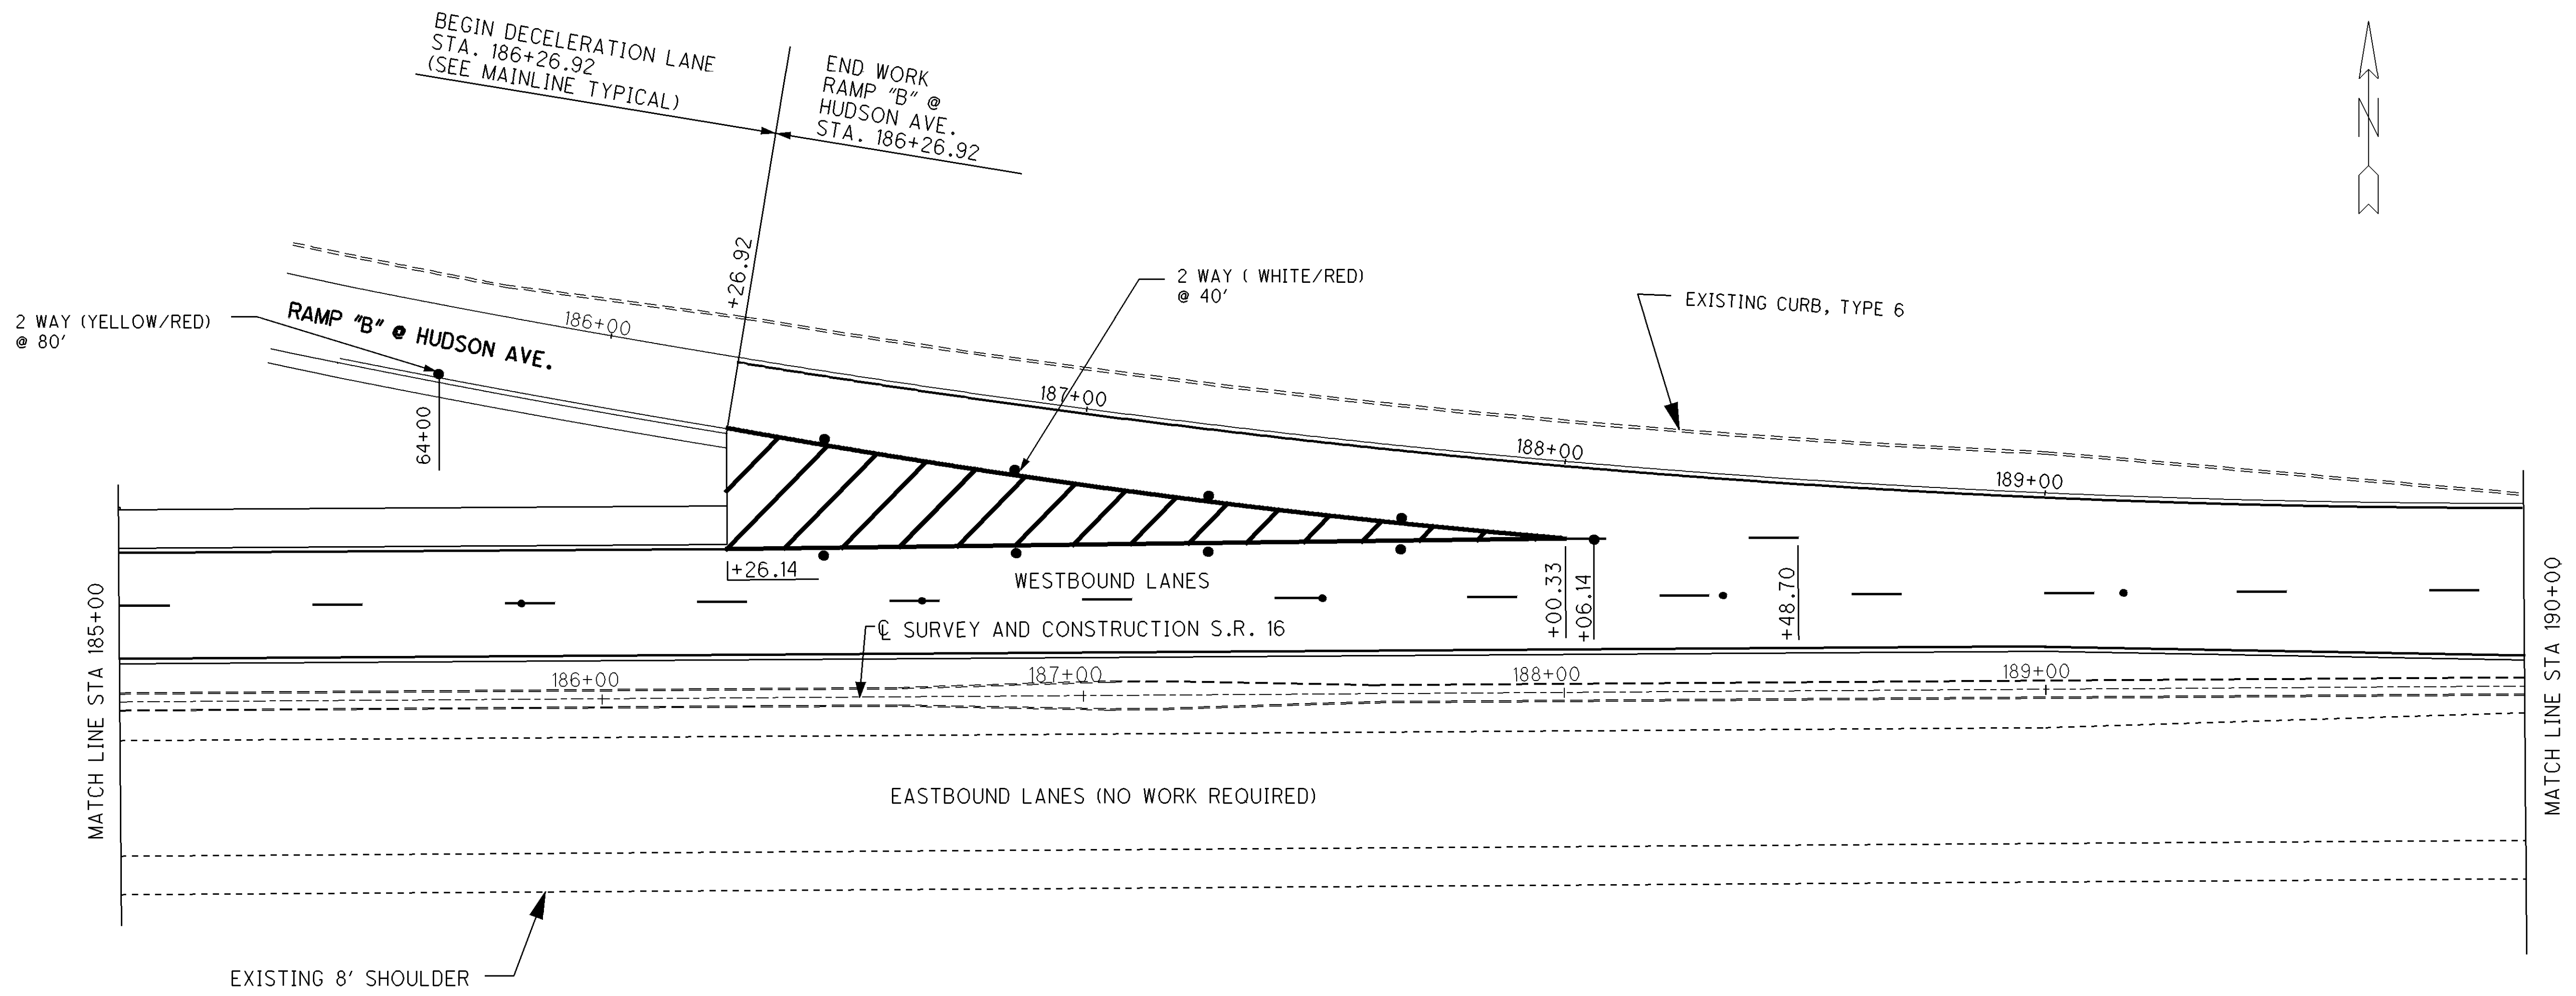 BEGIN DECELERATION LANE
STA. 186+26.92
(SEE MAINLINE TYPICAL)
END WORK
RAMP "B" @
HUDSON AVE.
STA. 186+26.92
N
+26.92
2 WAY ( WHITE/RED)
@ 40'
EXISTING CURB, TYPE 6
2 WAY (YELLOW/RED)
@ 80'
RAMP "B" @ HUDSON AVE.
186+00
187+00
188+00
189+00
64+00
+26.14
WESTBOUND LANES
+00.33
+06.14
+48.70
℄ SURVEY AND CONSTRUCTION S.R. 16
186+00
187+00
188+00
189+00
MATCH LINE STA 185+00
MATCH LINE STA 190+00
EASTBOUND LANES (NO WORK REQUIRED)
EXISTING 8' SHOULDER